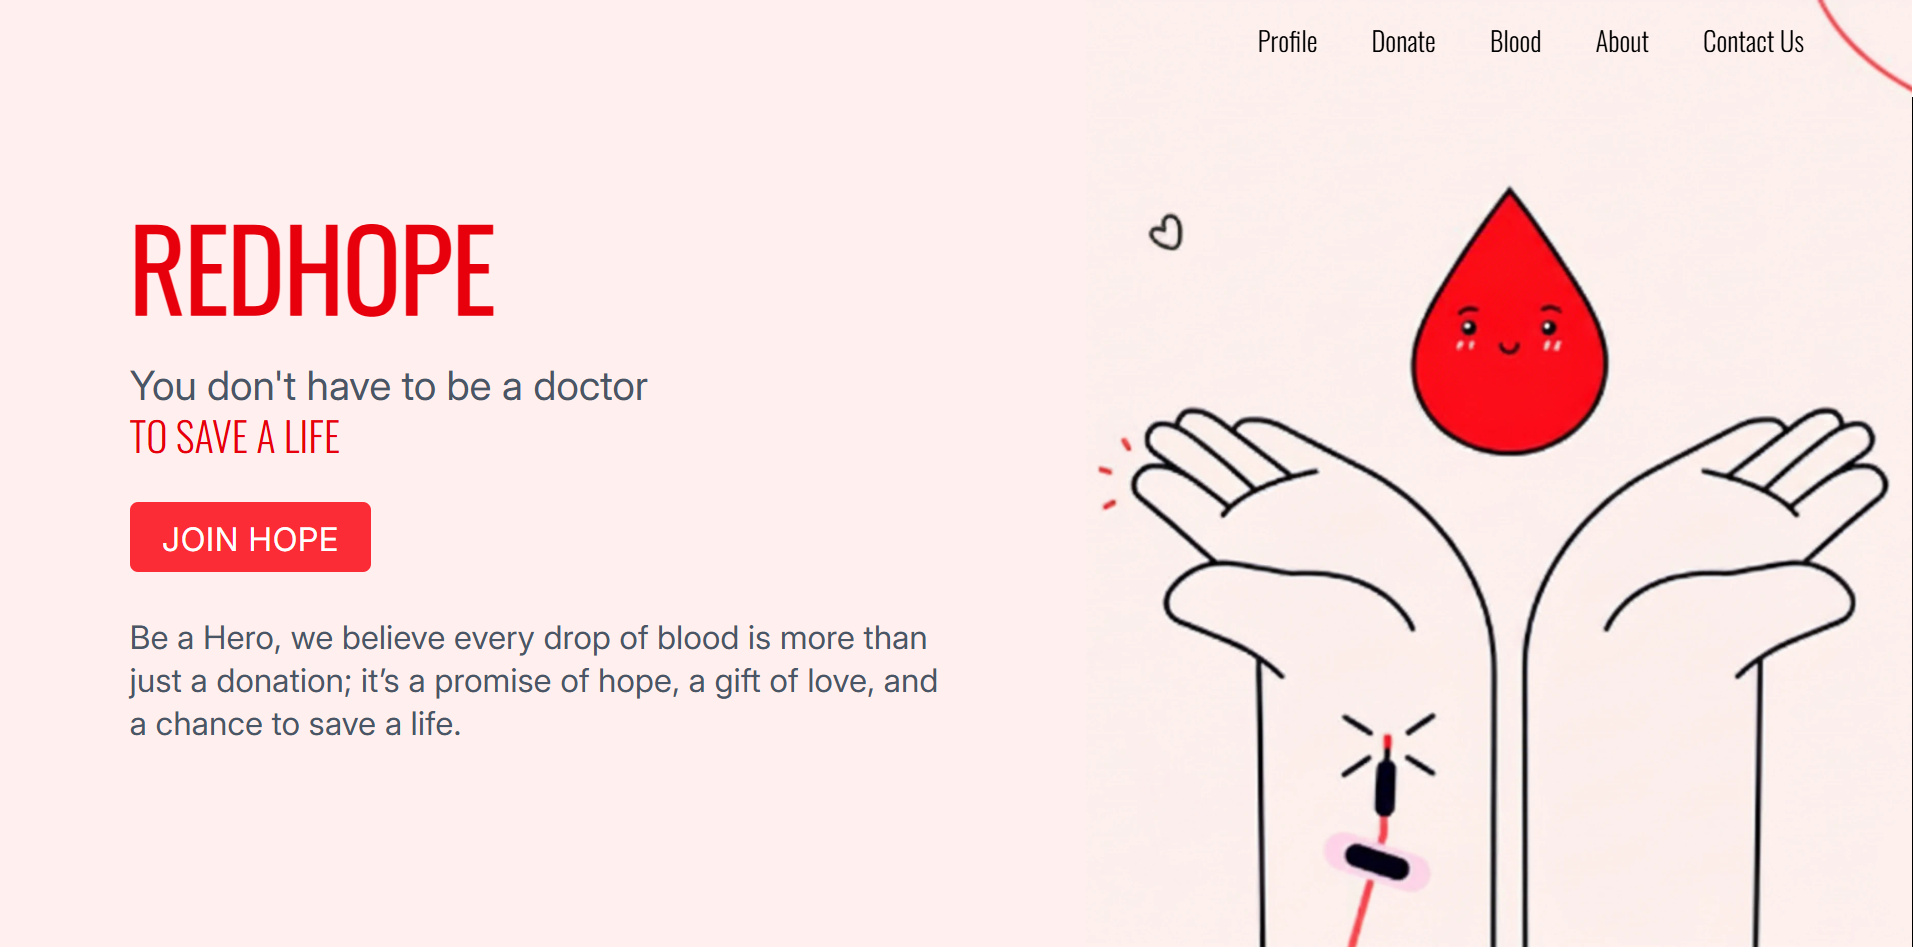 Profile Donate Blood About Contact Us
REDHOPE
You don't have to be a doctor
TO SAVE A LIFE
JOIN HOPE
Be a Hero, we believe every drop of blood is more than
just a donation; it’s a promise of hope, a gift of love, and
a chance to save a life.